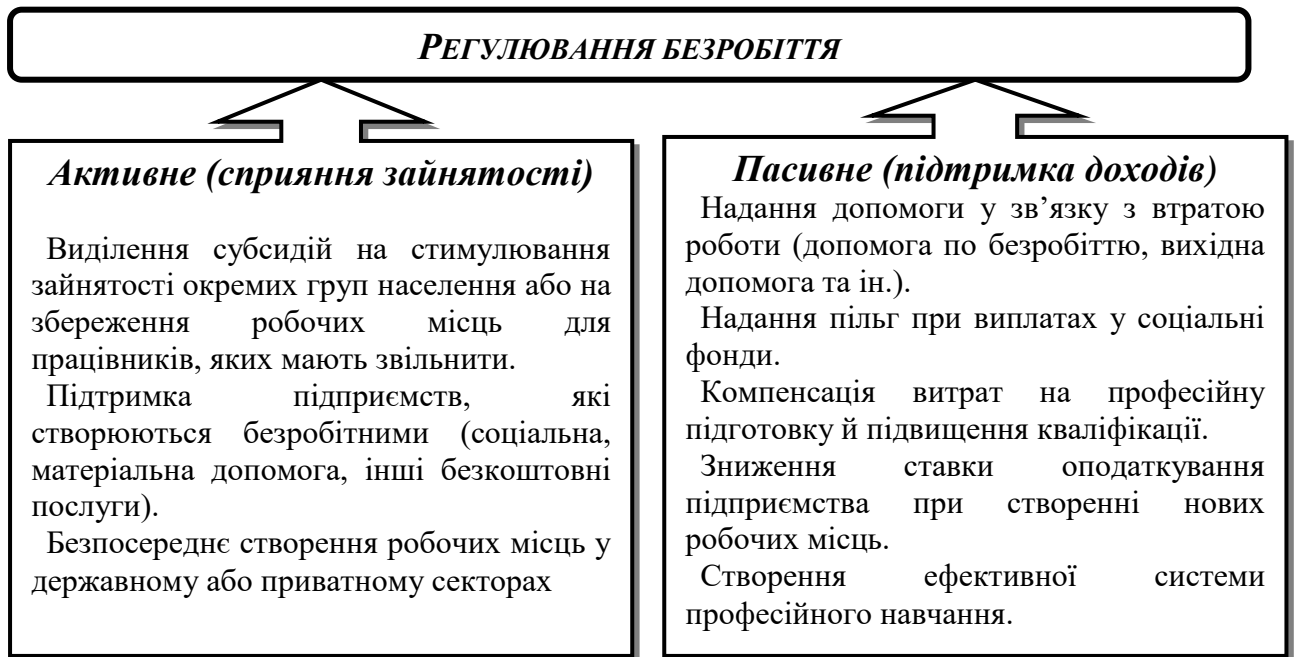 РЕГУЛЮВАННЯ БЕЗРОБІТТЯ
Активне (сприяння зайнятості)
Виділення субсидій на стимулювання
зайнятості окремих груп населення або на
збереження робочих місць для
працівників, яких мають звільнити.
Підтримка підприємств, які
створюються безробітними (соціальна,
матеріальна допомога, інші безкоштовні
послуги).
Безпосереднє створення робочих місць у
державному або приватному секторах
Пасивне (підтримка доходів)
Надання допомоги у зв’язку з втратою
роботи (допомога по безробіттю, вихідна
допомога та ін.).
Надання пільг при виплатах у соціальні
фонди.
Компенсація витрат на професійну
підготовку й підвищення кваліфікації.
Зниження ставки оподаткування
підприємства при створенні нових
робочих місць.
Створення ефективної системи
професійного навчання.